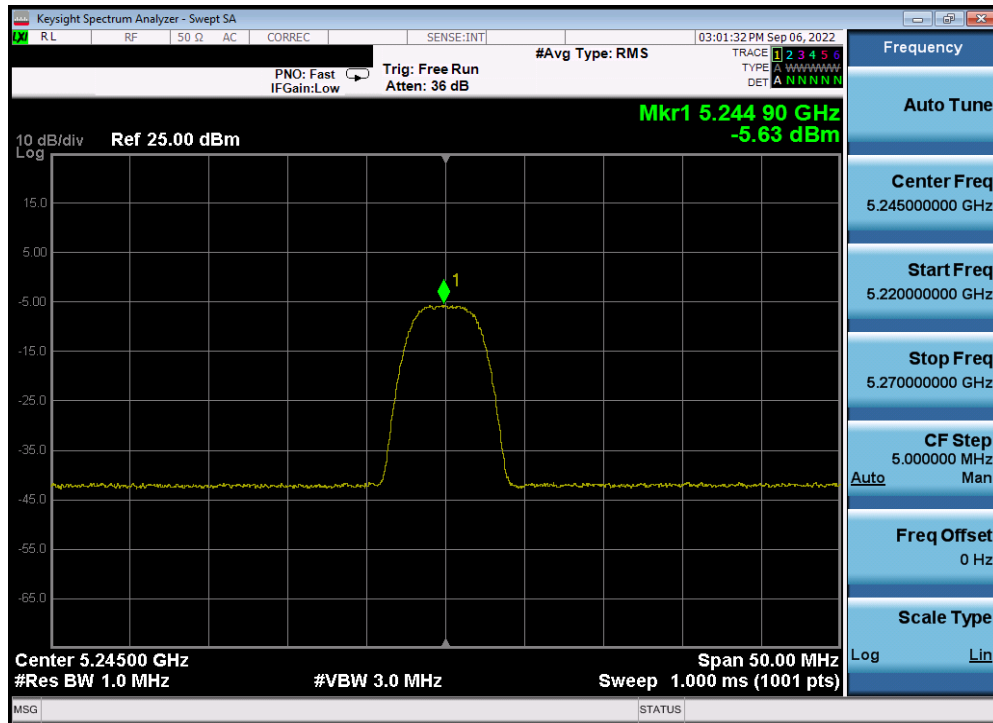 Keysight Spectrum Analyzer - Swept SA
LXI RL RF 50 Ω AC CORREC SENSE:INT 03:01:32 PM Sep 06, 2022
PNO: Fast Trig: Free Run #Avg Type: RMS TRACE 1 2 3 4 5 6
IFGain:Low Atten: 36 dB TYPE A WWWWW
DET A N N N N N
Mkr1 5.244 90 GHz
-5.63 dBm
10 dB/div Ref 25.00 dBm
Log
15.0
5.00
1
-5.00
-15.0
-25.0
-35.0
-45.0
-55.0
-65.0
Center 5.24500 GHz Span 50.00 MHz
#Res BW 1.0 MHz #VBW 3.0 MHz Sweep 1.000 ms (1001 pts)
MSG STATUS
Frequency
Auto Tune
Center Freq
5.245000000 GHz
Start Freq
5.220000000 GHz
Stop Freq
5.270000000 GHz
CF Step
5.000000 MHz
Auto Man
Freq Offset
0 Hz
Scale Type
Log Lin